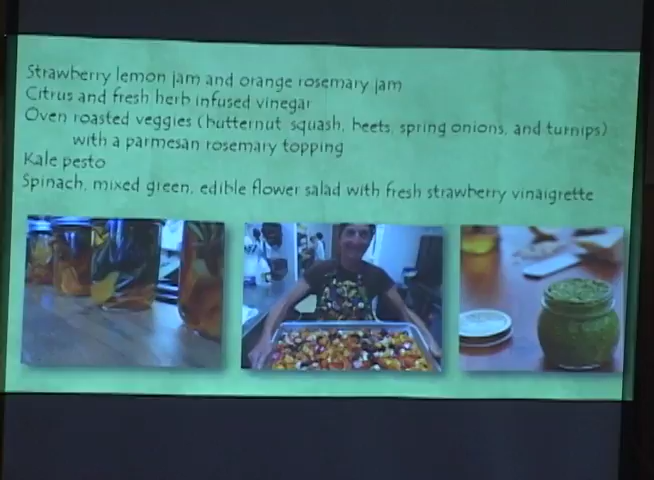 Strawberry lemon jam and orange rosemary jam
Citrus and fresh herb infused vinegar
Oven roasted veggies (butternut squash, beets, spring onions, and turnips)
with a parmesan rosemary topping
Kale pesto
Spinach, mixed green, edible flower salad with fresh strawberry vinaigrette